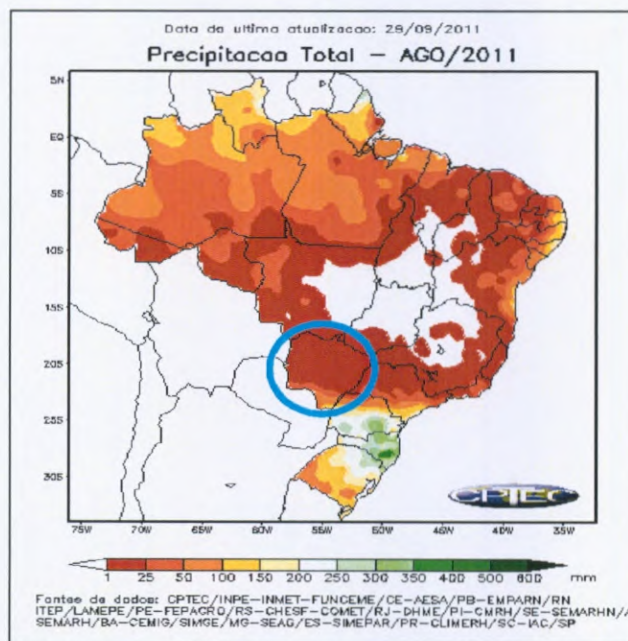 Data da ultima atualizacao: 29/09/2011
Precipitacao Total - AGO/2011
5N
EQ
5S
10S
15S
20S
25S
30S
75W 70W 65W 60W 55W 50W 45W 40W 35W
CPTEC
1 25 50 100 150 200 250 300 350 400 500 600 mm
Fontes de dados: CPTEC/INPE-INMET-FUNCEME/CE-AESA/PB-EMPARN/RN
ITEP/LAMEPE/PE-FEPAGRO/RS-CHESF-COMET/RJ-DHME/PI-CMRH/SE-SEMARHN/A
SEMARH/BA-CEMIG/SIMGE/MG-SEAG/ES-SIMEPAR/PR-CLIMERH/SC-IAC/SP